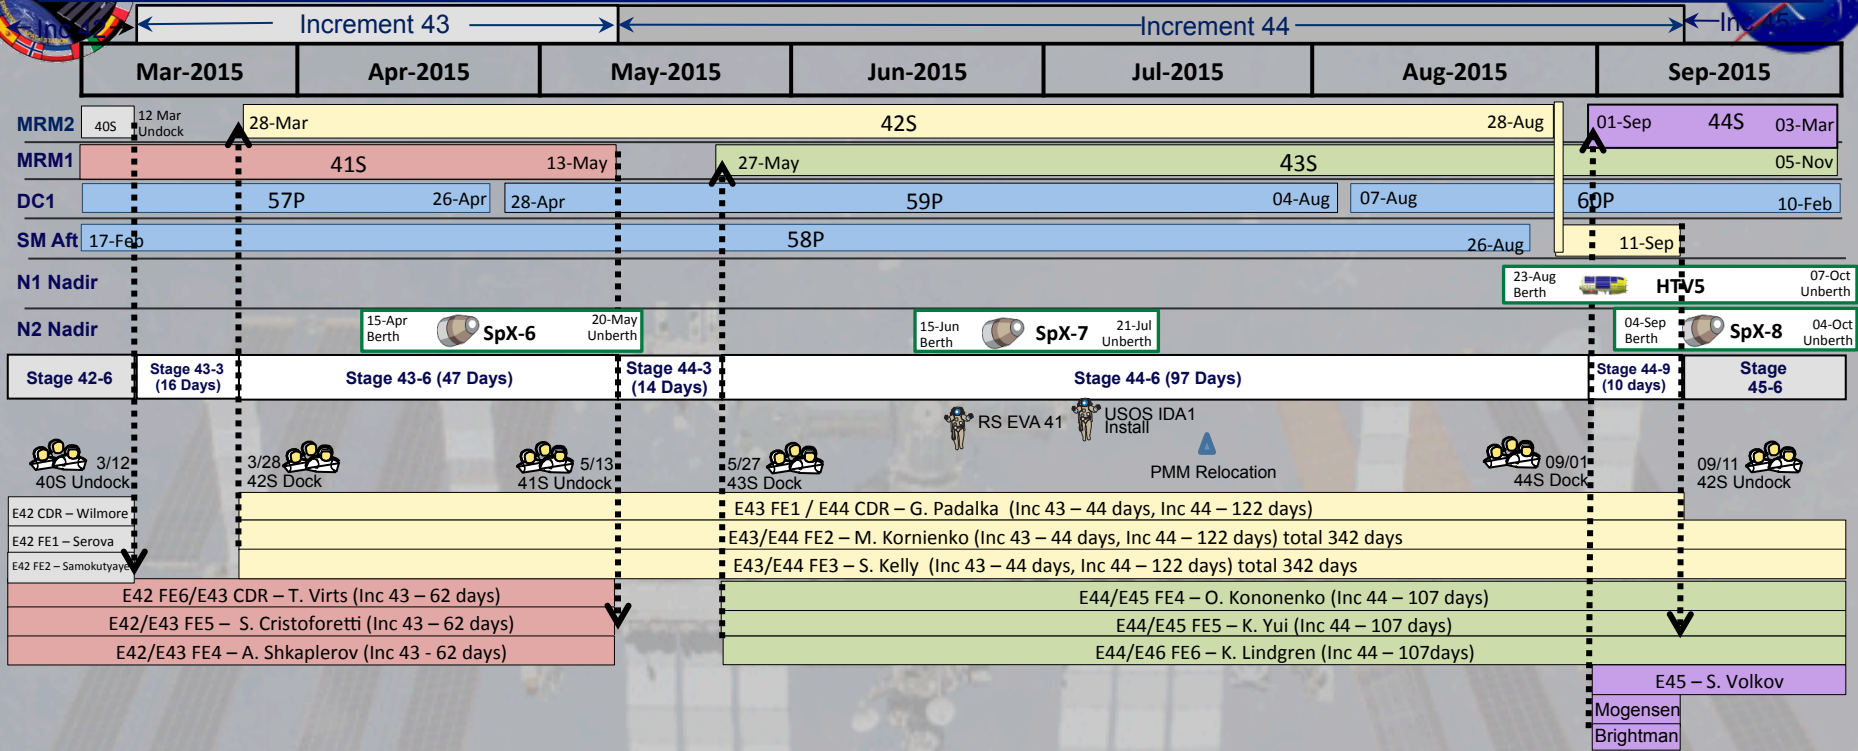 Inc 42
Increment 43
Increment 44
Inc 45
Mar-2015
Apr-2015
May-2015
Jun-2015
Jul-2015
Aug-2015
Sep-2015
MRM2
40S
12 Mar
Undock
28-Mar
42S
28-Aug
01-Sep
44S
03-Mar
MRM1
41S
13-May
27-May
43S
05-Nov
DC1
57P
26-Apr
28-Apr
59P
04-Aug
07-Aug
60P
10-Feb
SM Aft
17-Feb
58P
26-Aug
11-Sep
N1 Nadir
23-Aug
Berth
HTV5
07-Oct
Unberth
N2 Nadir
15-Apr
Berth
SpX-6
20-May
Unberth
15-Jun
Berth
SpX-7
21-Jul
Unberth
04-Sep
Berth
SpX-8
04-Oct
Unberth
Stage 42-6
Stage 43-3
(16 Days)
Stage 43-6 (47 Days)
Stage 44-3
(14 Days)
Stage 44-6 (97 Days)
Stage 44-9
(10 days)
Stage
45-6
RS EVA 41
USOS IDA1
Install
PMM Relocation
3/12
40S Undock
3/28
42S Dock
5/13
41S Undock
5/27
43S Dock
09/01
44S Dock
09/11
42S Undock
E42 CDR – Wilmore
E42 FE1 – Serova
E42 FE2 – Samokutyaye
E43 FE1 / E44 CDR – G. Padalka (Inc 43 – 44 days, Inc 44 – 122 days)
E43/E44 FE2 – M. Kornienko (Inc 43 – 44 days, Inc 44 – 122 days) total 342 days
E43/E44 FE3 – S. Kelly (Inc 43 – 44 days, Inc 44 – 122 days) total 342 days
E42 FE6/E43 CDR – T. Virts (Inc 43 – 62 days)
E42/E43 FE5 – S. Cristoforetti (Inc 43 – 62 days)
E42/E43 FE4 – A. Shkaplerov (Inc 43 - 62 days)
E44/E45 FE4 – O. Kononenko (Inc 44 – 107 days)
E44/E45 FE5 – K. Yui (Inc 44 – 107 days)
E44/E46 FE6 – K. Lindgren (Inc 44 – 107days)
E45 – S. Volkov
Mogensen
Brightman